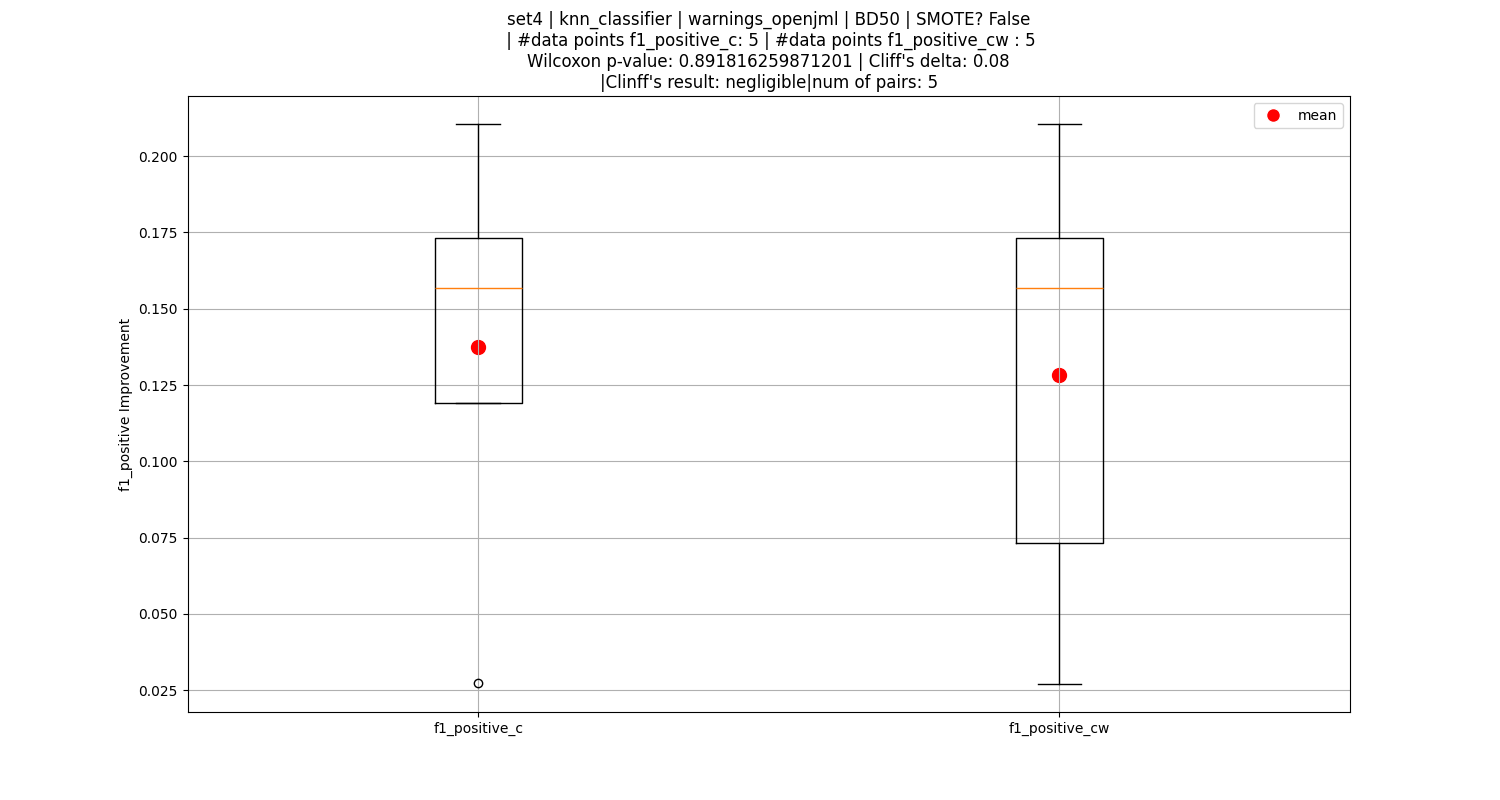 set4 | knn_classifier | warnings_openjml | BD50 | SMOTE? False
| #data points f1_positive_c: 5 | #data points f1_positive_cw : 5
Wilcoxon p-value: 0.891816259871201 | Cliff's delta: 0.08
|Clinff's result: negligible|num of pairs: 5
mean
f1_positive Improvement
0.200
0.175
0.150
0.125
0.100
0.075
0.050
0.025
f1_positive_c
f1_positive_cw